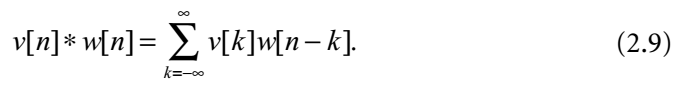 v[n] * w[n] = ∑_{k=−∞}^{∞} v[k]w[n − k]. (2.9)